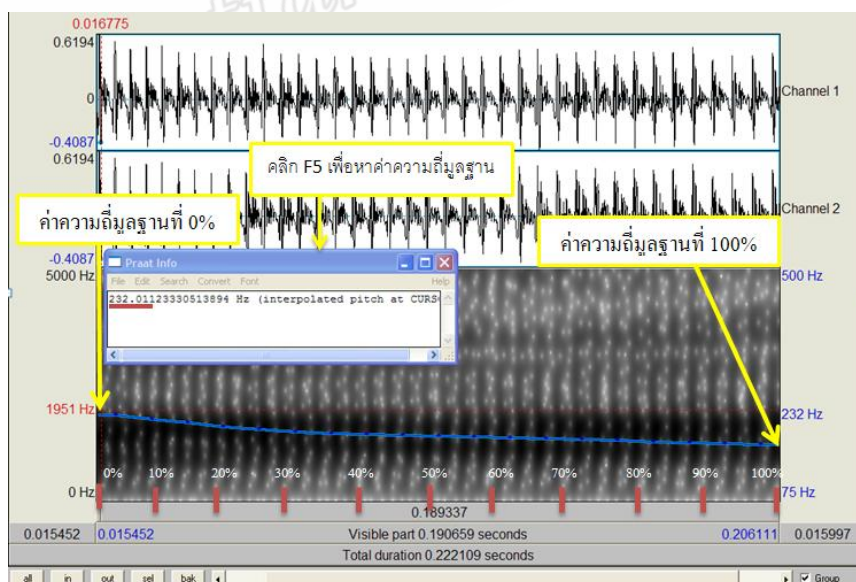 0.016775
0.6194
0
-0.4087
Channel 1
0.6194
-0.4087
Channel 2
คลิก F5 เพื่อหาค่าความถี่มูลฐาน
ค่าความถี่มูลฐานที่ 0%
ค่าความถี่มูลฐานที่ 100%
Praat Info
File Edit Search Convert Font Help
232.01123330513894 Hz (interpolated pitch at CURS
5000 Hz
500 Hz
1951 Hz
232 Hz
0% 10% 20% 30% 40% 50% 60% 70% 80% 90% 100%
0 Hz
75 Hz
0.189337
0.015452 0.015452 Visible part 0.190659 seconds 0.206111 0.015997
Total duration 0.222109 seconds
all in out sel bak Group